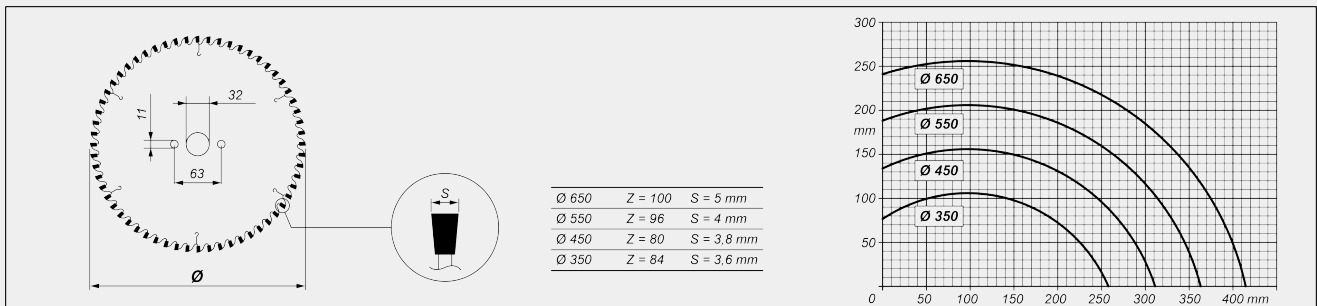 32
11
63
Ø
S
Ø 650 Z = 100 S = 5 mm
Ø 550 Z = 96 S = 4 mm
Ø 450 Z = 80 S = 3,8 mm
Ø 350 Z = 84 S = 3,6 mm
300
250
200
mm
150
100
50
0 50 100 150 200 250 300 350 400 mm
Ø 650
Ø 550
Ø 450
Ø 350